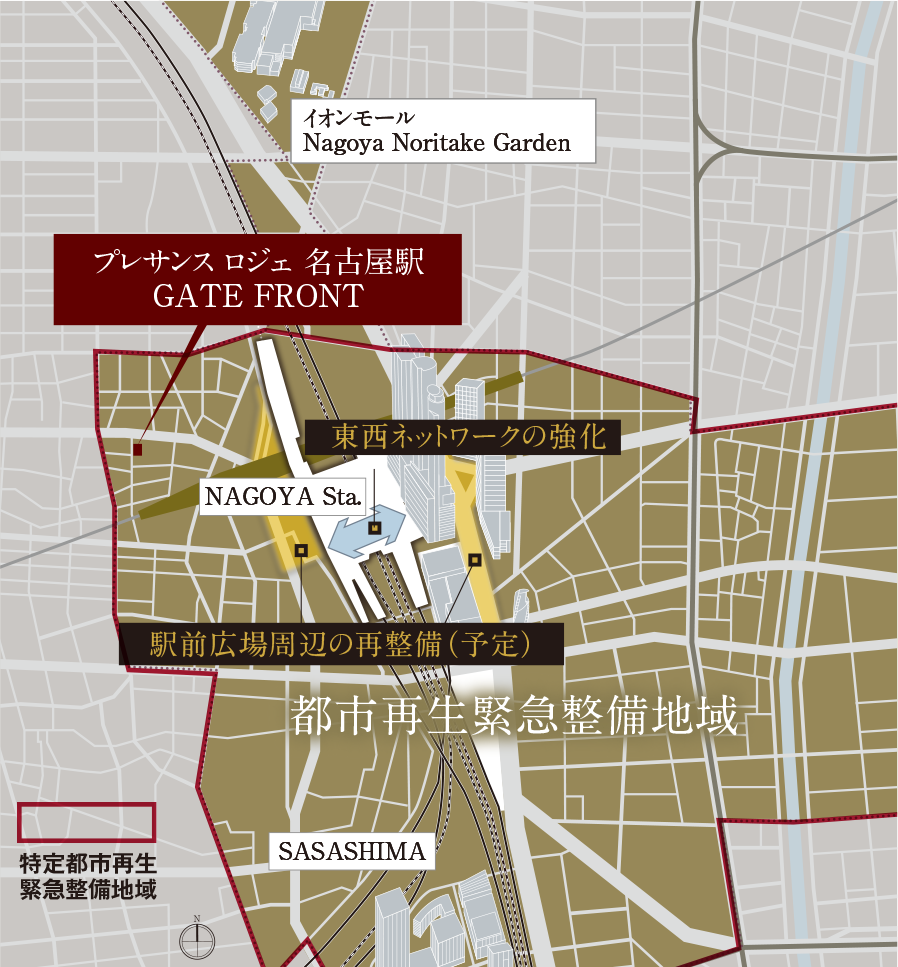 イオンモール
Nagoya Noritake Garden
プレサンス ロジェ 名古屋駅
GATE FRONT
東西ネットワークの強化
NAGOYA Sta.
駅前広場周辺の再整備（予定）
都市再生緊急整備地域
SASASHIMA
特定都市再生
緊急整備地域
N